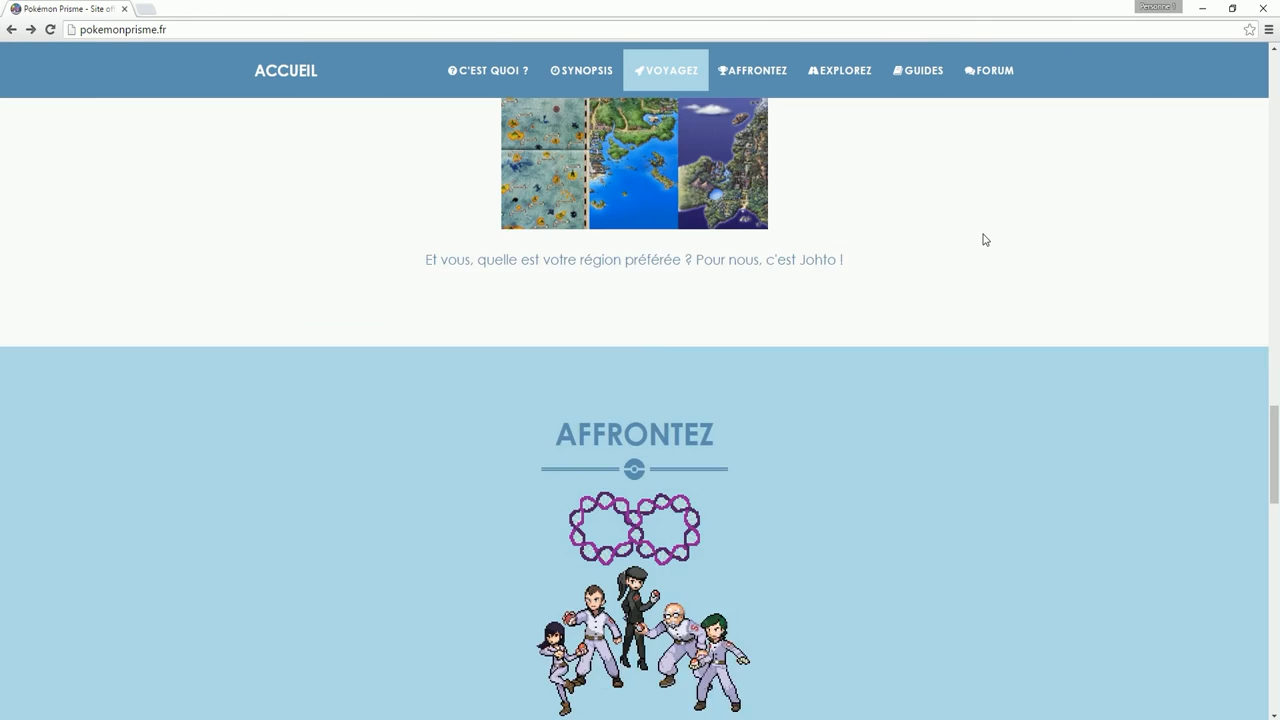 Pokémon Prisme - Site of
Personne 1
pokemonprisme.fr
ACCUEIL
C'EST QUOI ?
SYNOPSIS
VOYAGEZ
AFFRONTEZ
EXPLOREZ
GUIDES
FORUM
Et vous, quelle est votre région préférée ? Pour nous, c'est Johto !
AFFRONTEZ